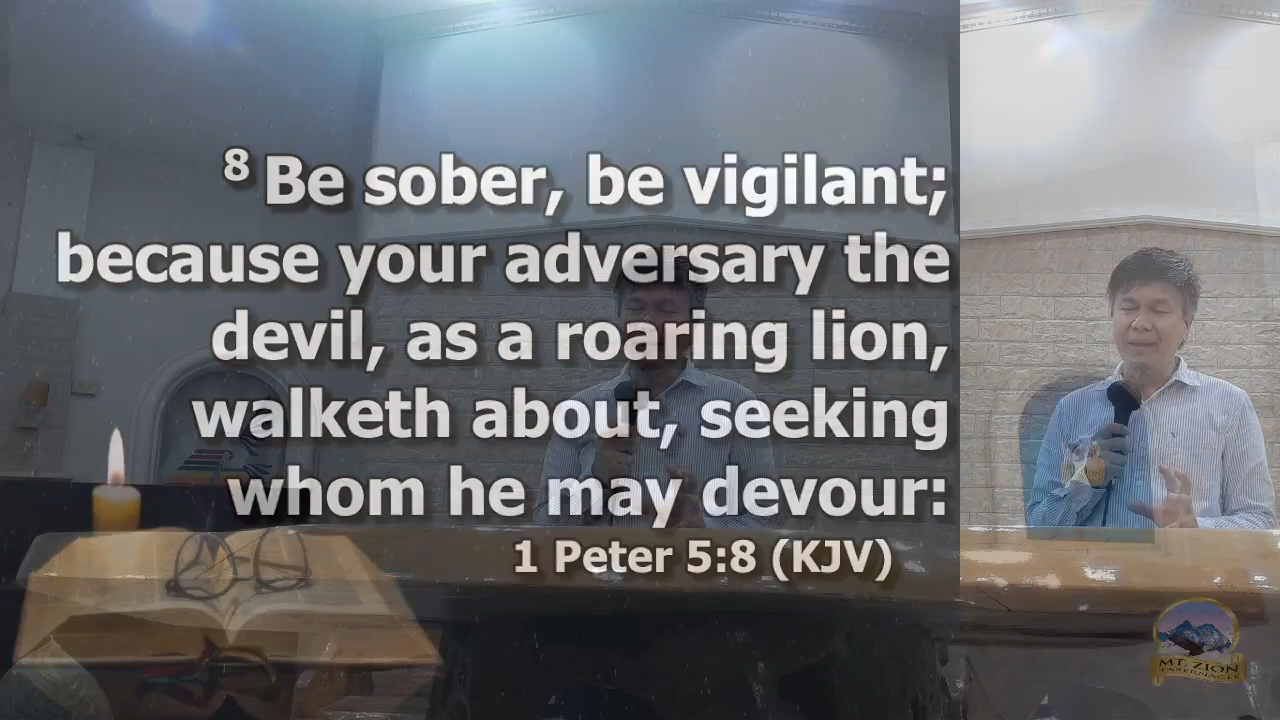 8 Be sober, be vigilant;
because your adversary the
devil, as a roaring lion,
walketh about, seeking
whom he may devour:
1 Peter 5:8 (KJV)
MT. ZION
TABERNACLE